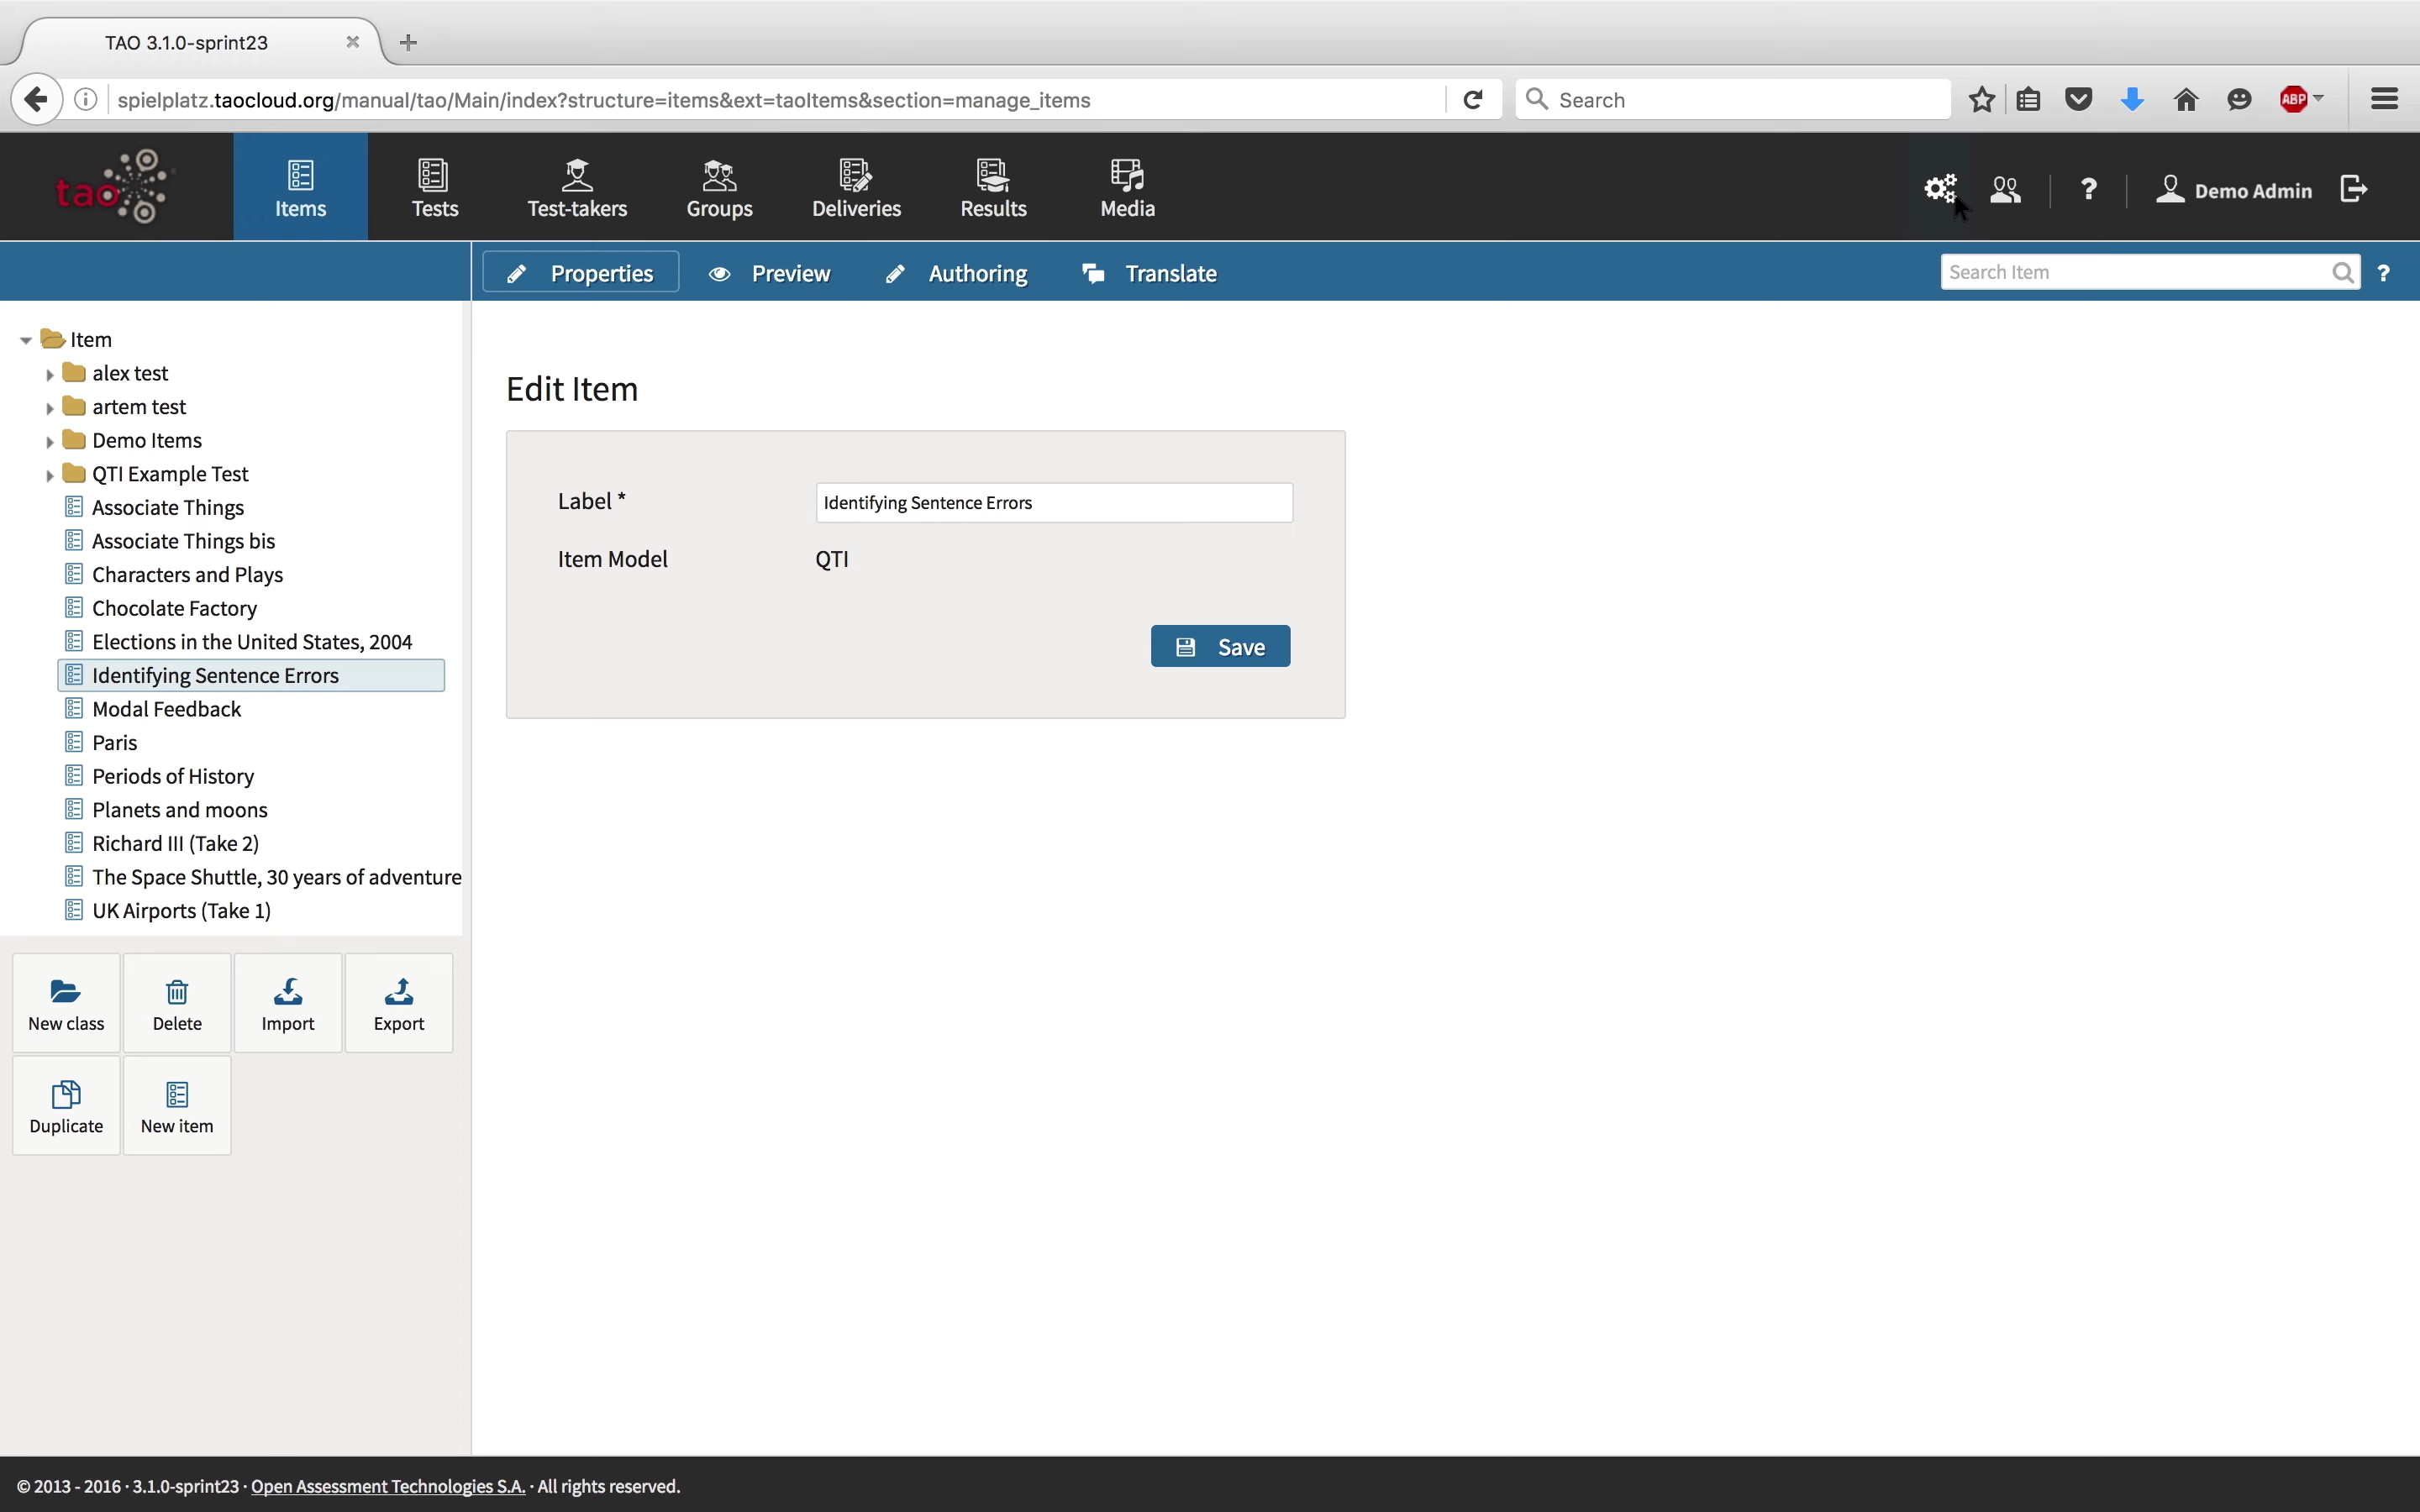 TAO 3.1.0-sprint23
spielplatz.taocloud.org/manual/tao/Main/index?structure=items&ext=taoItems&section=manage_items
Search
ABP
tao
Items
Tests
Test-takers
Groups
Deliveries
Results
Media
?
Demo Admin
Properties
Preview
Authoring
Translate
Search Item
?
Item
alex test
artem test
Demo Items
QTI Example Test
Associate Things
Associate Things bis
Characters and Plays
Chocolate Factory
Elections in the United States, 2004
Identifying Sentence Errors
Modal Feedback
Paris
Periods of History
Planets and moons
Richard III (Take 2)
The Space Shuttle, 30 years of adventure
UK Airports (Take 1)
New class
Delete
Import
Export
Duplicate
New item
Edit Item
Label *
Identifying Sentence Errors
Item Model
QTI
Save
© 2013 - 2016 · 3.1.0-sprint23 · Open Assessment Technologies S.A. · All rights reserved.